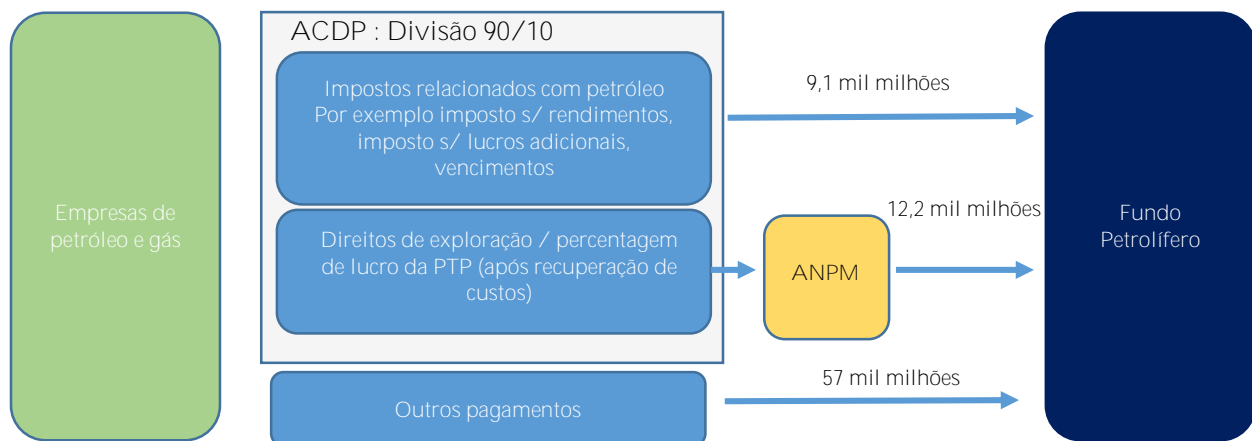 ACDP : Divisão 90/10
Impostos relacionados com petróleo
Por exemplo imposto s/ rendimentos,
imposto s/ lucros adicionais,
vencimentos
9,1 mil milhões
Empresas de
petróleo e gás
Direitos de exploração / percentagem
de lucro da PTP (após recuperação de
custos)
ANPM
12,2 mil milhões
Fundo
Petrolífero
57 mil milhões
Outros pagamentos